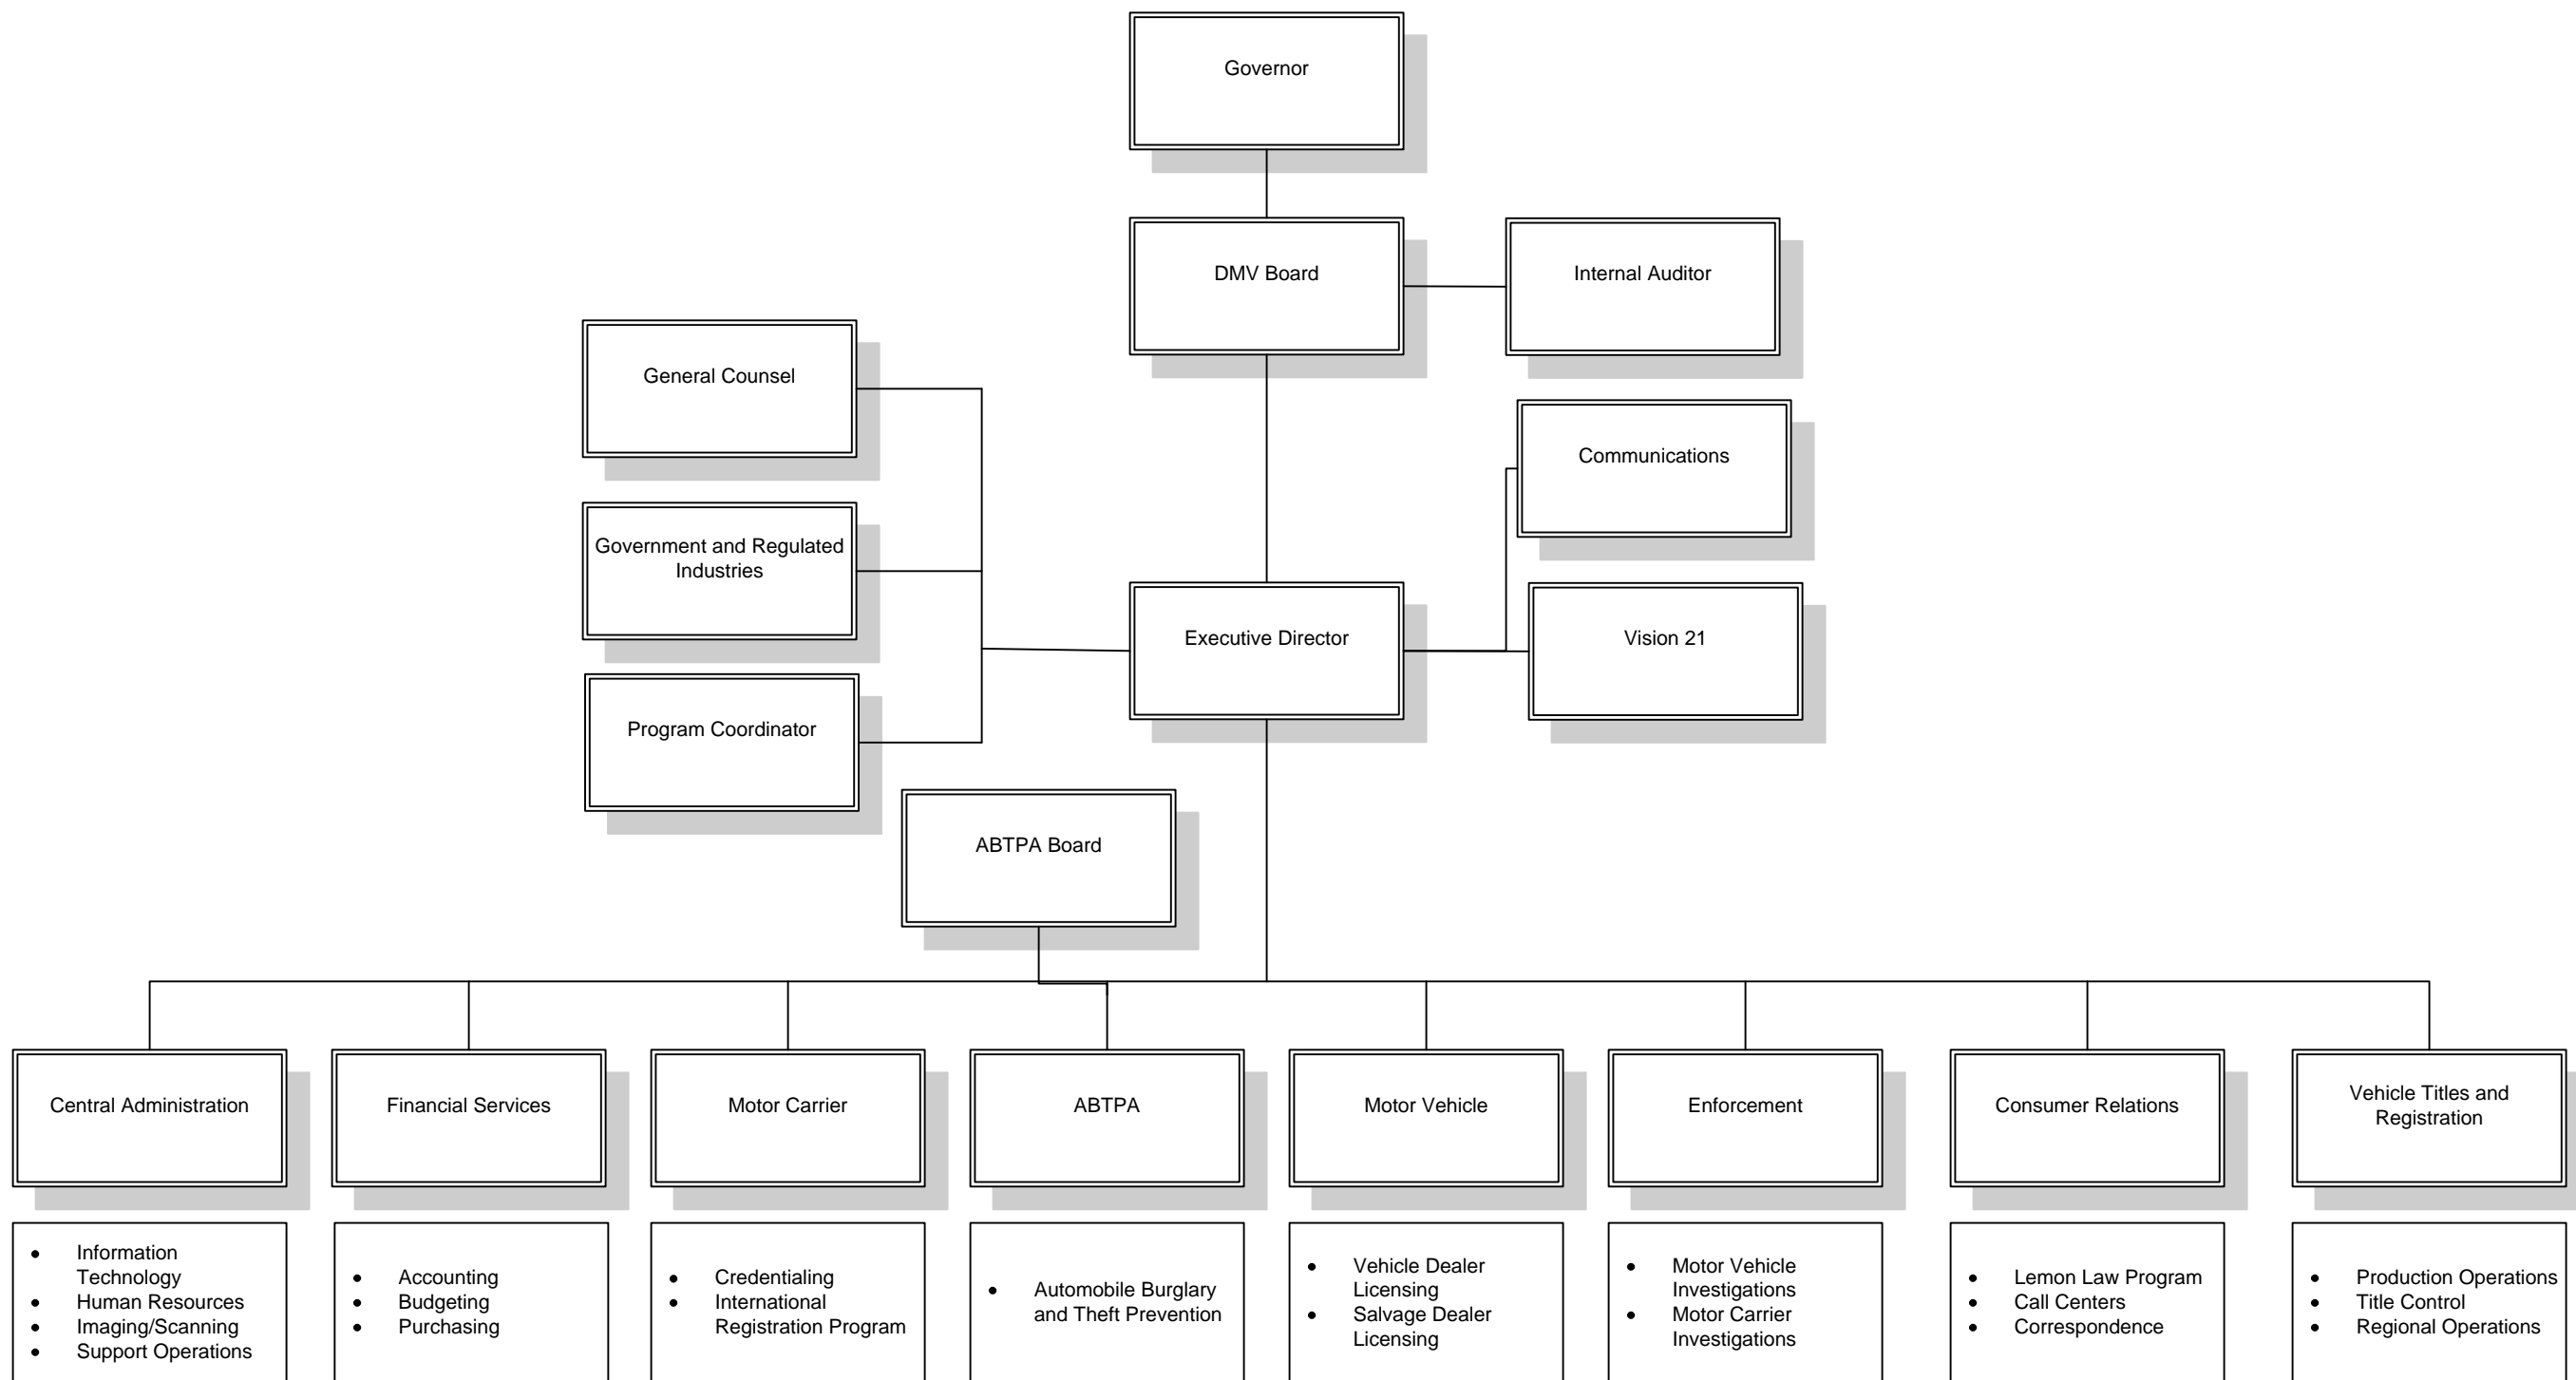 Governor
DMV Board
Internal Auditor
General Counsel
Communications
Government and Regulated
Industries
Executive Director
Vision 21
Program Coordinator
ABTPA Board
Central Administration
Financial Services
Motor Carrier
ABTPA
Motor Vehicle
Enforcement
Consumer Relations
Vehicle Titles and
Registration
• Information
Technology
• Human Resources
• Imaging/Scanning
• Support Operations
• Accounting
• Budgeting
• Purchasing
• Credentialing
• International
Registration Program
• Automobile Burglary
and Theft Prevention
• Vehicle Dealer
Licensing
• Salvage Dealer
Licensing
• Motor Vehicle
Investigations
• Motor Carrier
Investigations
• Lemon Law Program
• Call Centers
• Correspondence
• Production Operations
• Title Control
• Regional Operations